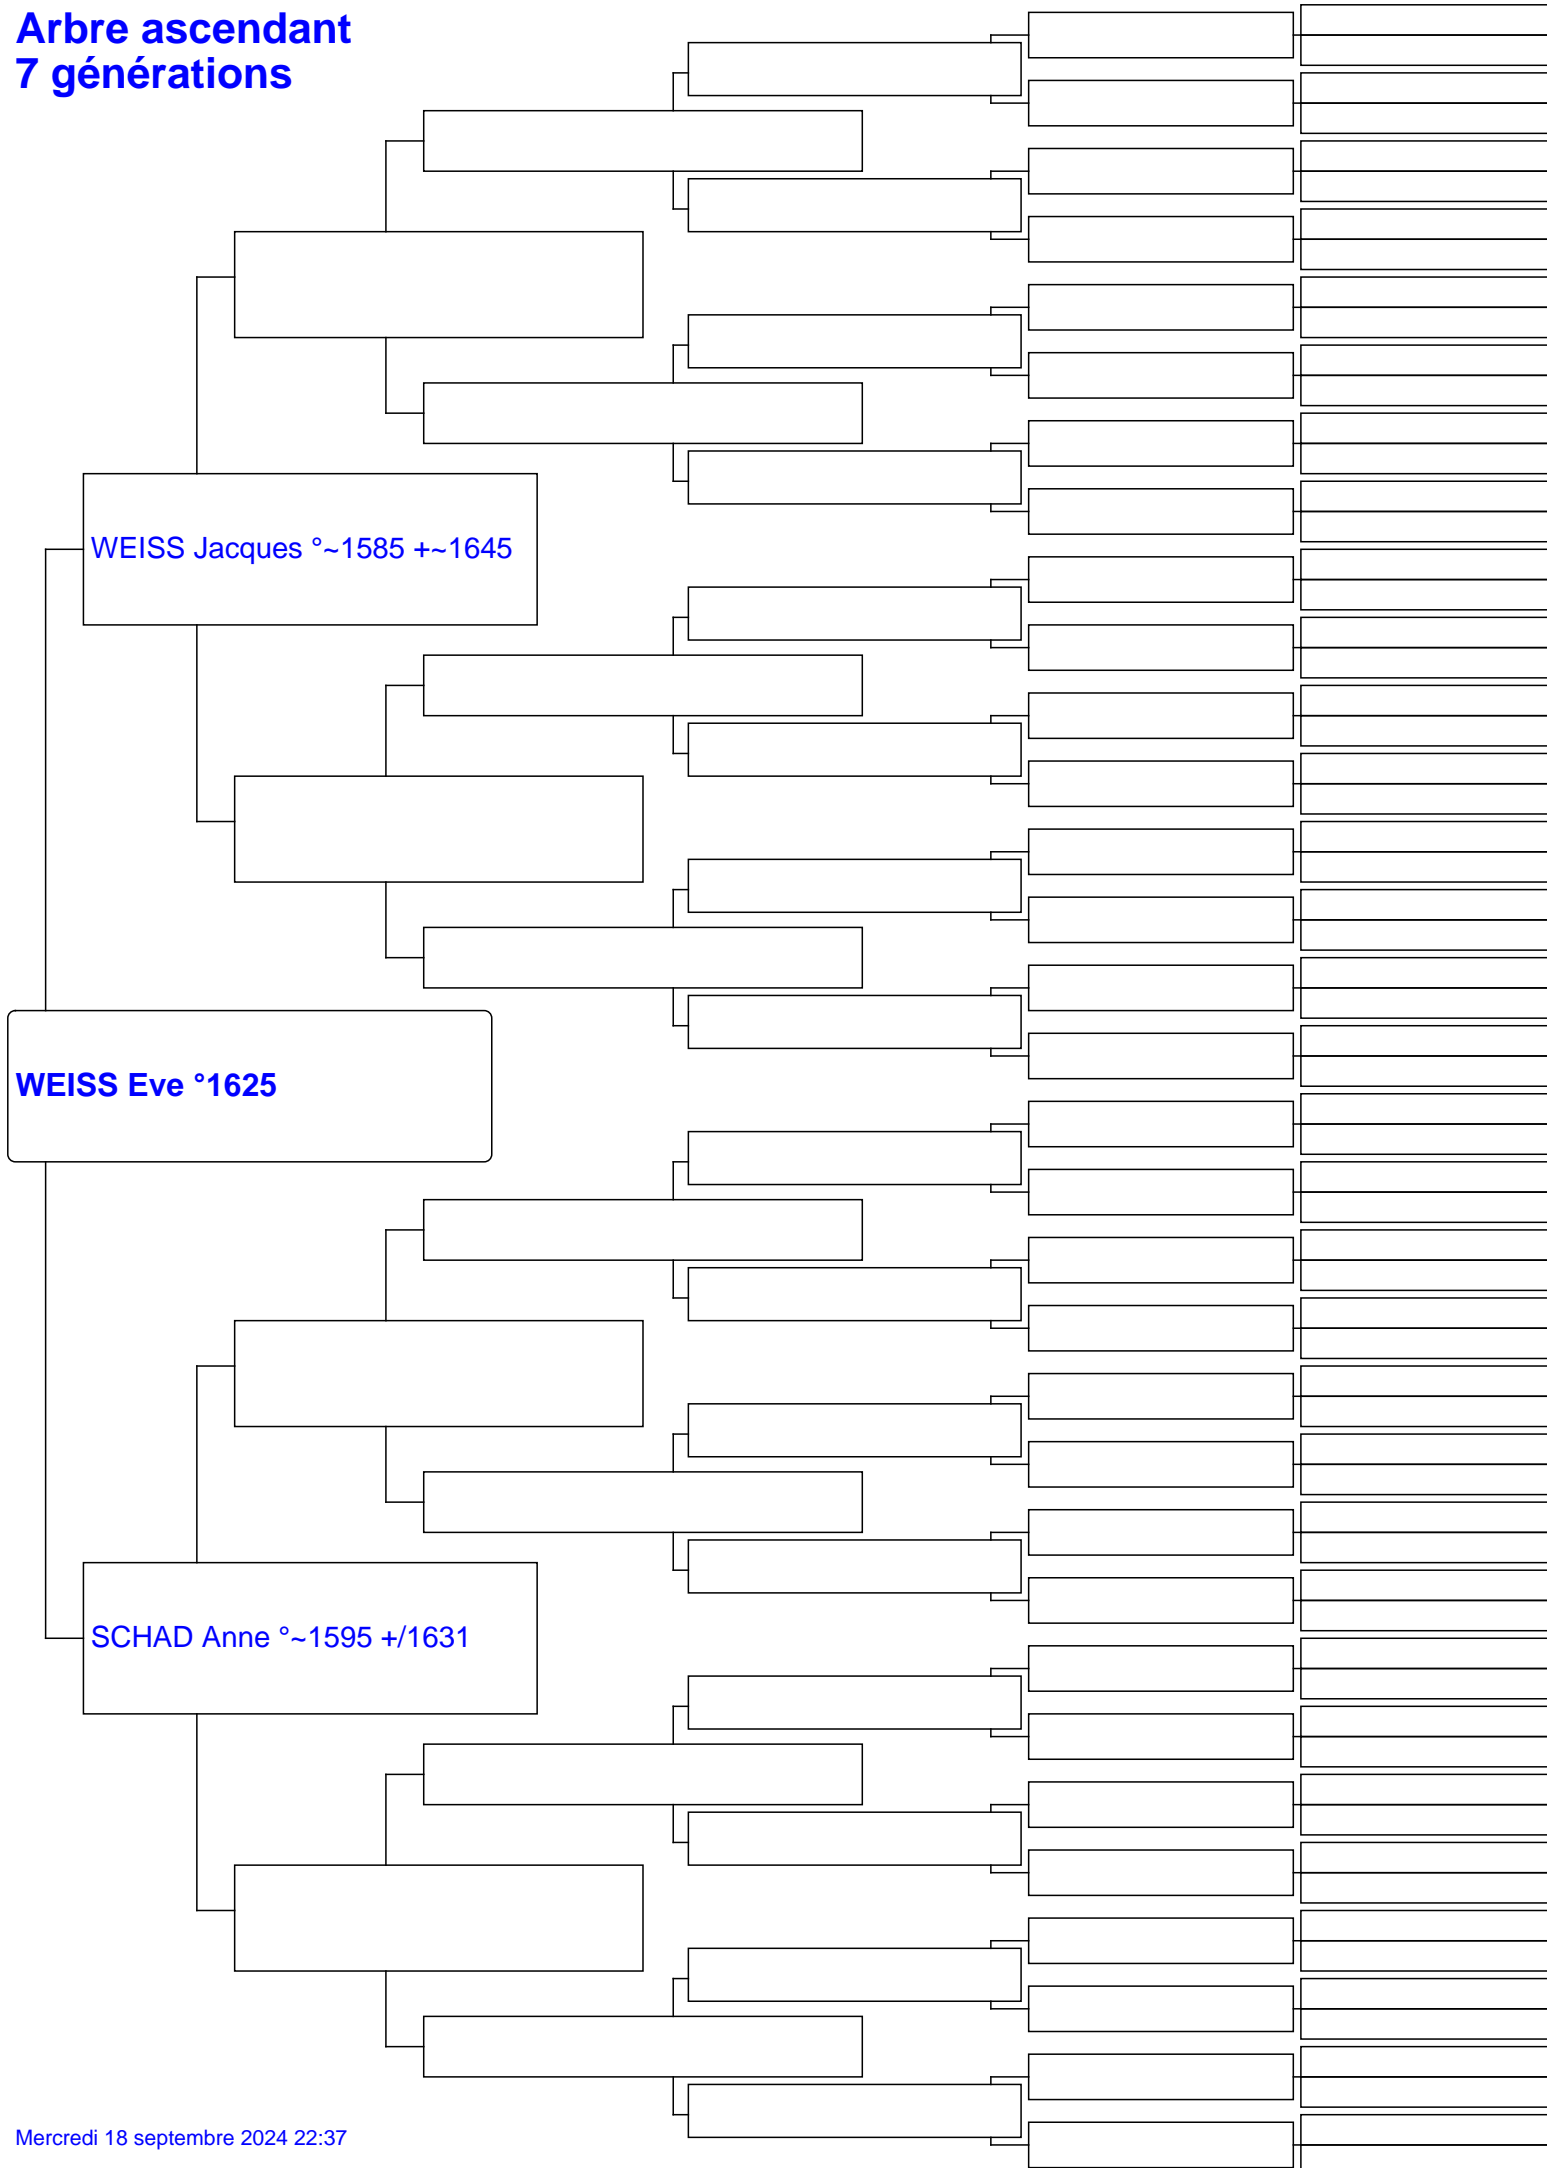 Arbre ascendant
7 générations
WEISS Jacques °~1585 +~1645
WEISS Eve °1625
SCHAD Anne °~1595 +/1631
Mercredi 18 septembre 2024 22:37